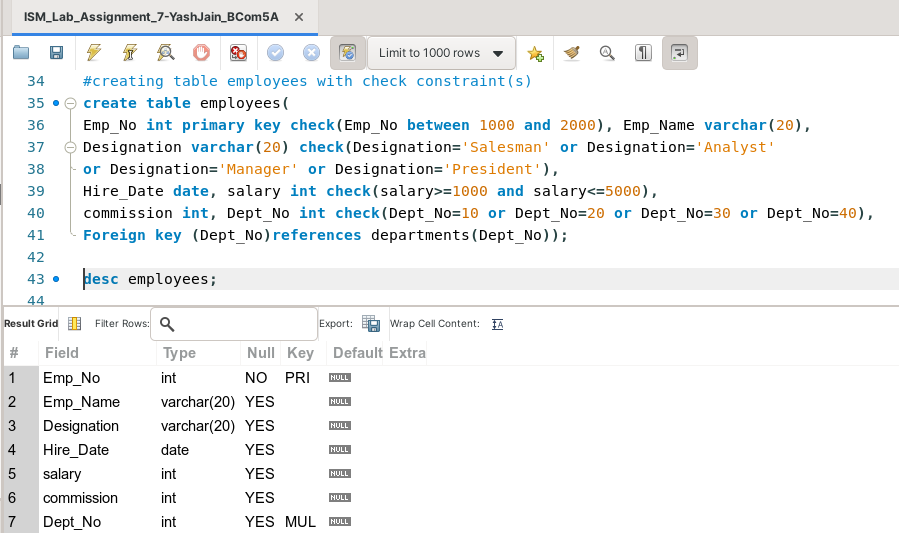 ISM_Lab_Assignment_7-YashJain_BCom5A ×
Limit to 1000 rows
34 #creating table employees with check constraint(s)
35 create table employees(
36 Emp_No int primary key check(Emp_No between 1000 and 2000), Emp_Name varchar(20),
37 Designation varchar(20) check(Designation='Salesman' or Designation='Analyst'
38 or Designation='Manager' or Designation='President'),
39 Hire_Date date, salary int check(salary>=1000 and salary<=5000),
40 commission int, Dept_No int check(Dept_No=10 or Dept_No=20 or Dept_No=30 or Dept_No=40),
41 Foreign key (Dept_No)references departments(Dept_No));
42
43 desc employees;
44
Result Grid Filter Rows: Export: Wrap Cell Content: IA
# Field Type Null Key Default Extra
1 Emp_No int NO PRI NULL
2 Emp_Name varchar(20) YES NULL
3 Designation varchar(20) YES NULL
4 Hire_Date date YES NULL
5 salary int YES NULL
6 commission int YES NULL
7 Dept_No int YES MUL NULL